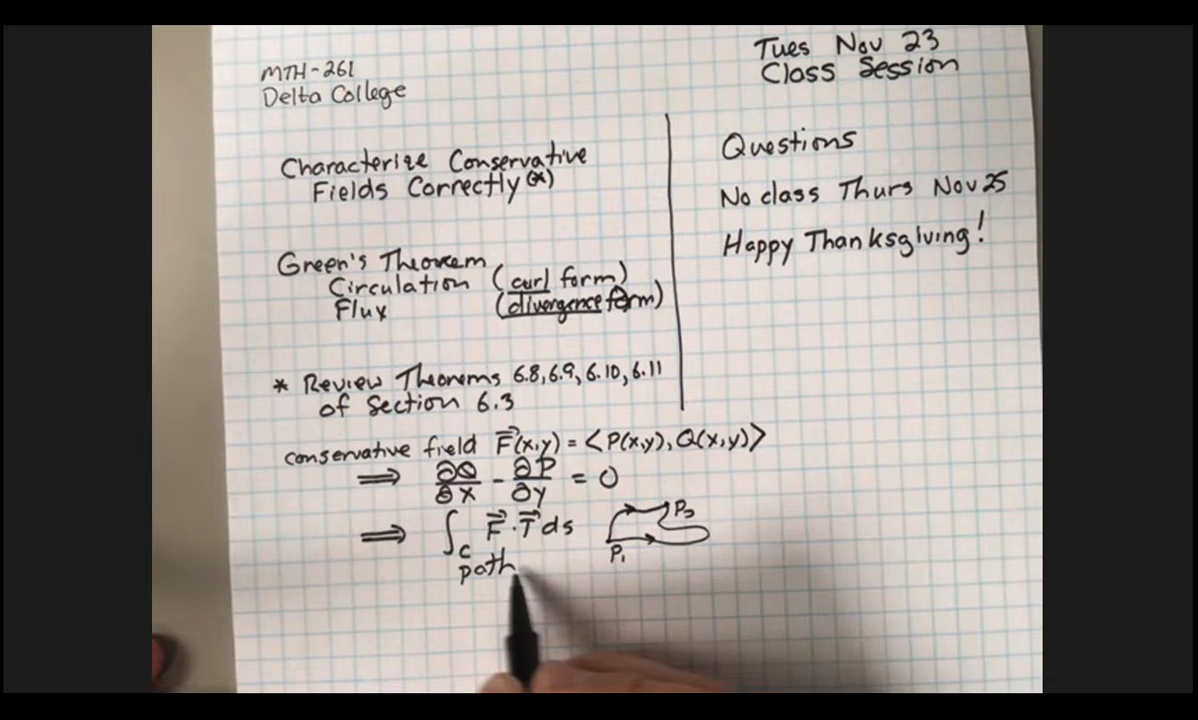 MTH-261
Delta College
Tues Nov 23
Class Session
Characterize Conservative
Fields Correctly (*)
Green's Theorem
Circulation (curl form)
Flux (divergence form)
Questions
No class Thurs Nov 25
Happy Thanksgiving!
* Review Theorems 6.8, 6.9, 6.10, 6.11
of Section 6.3
conservative field F⃗(x,y) = <P(x,y), Q(x,y)>
⟹ ∂Q/∂x - ∂P/∂y = 0
⟹ ∫_C F⃗ · T⃗ ds P₂
P₁
path